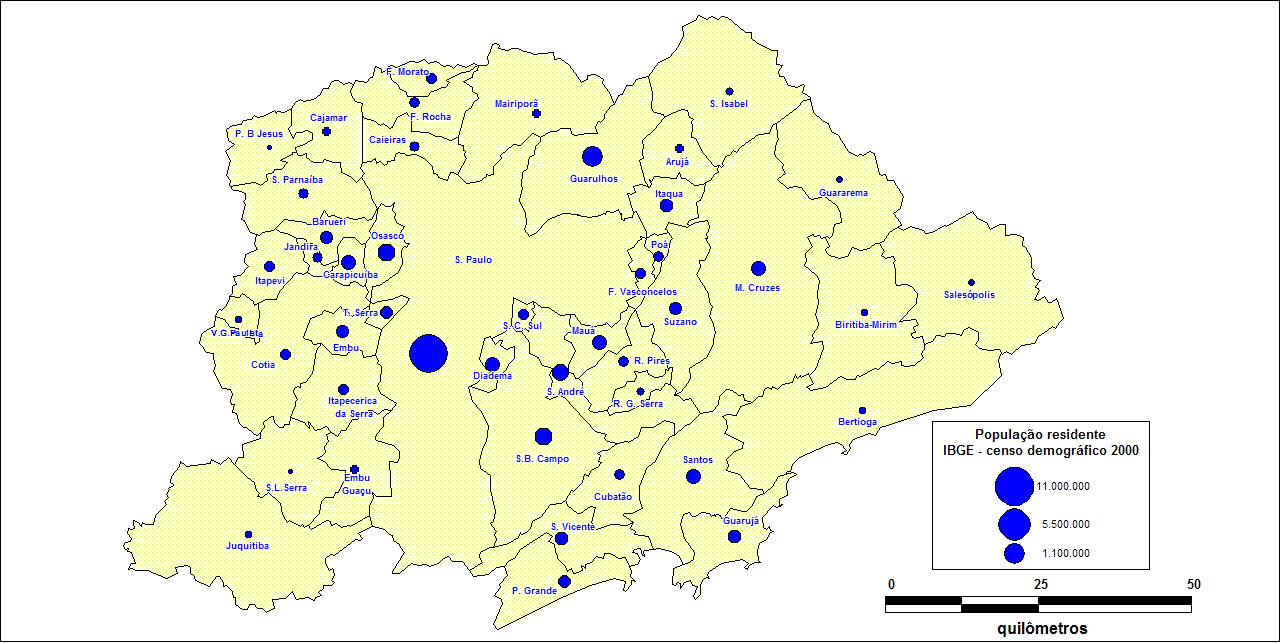 F. Morato
Mairiporã
S. Isabel
Cajamar
F. Rocha
P. B Jesus
Caieiras
Arujá
Guarulhos
S. Parnaíba
Itaqua
Guararema
Barueri
Osasco
Jandira
Poá
S. Paulo
Carapicuíba
Itapevi
F. Vasconcelos
M. Cruzes
Salesópolis
T. Serra
Suzano
S. C. Sul
Biritiba-Mirim
V.G.Paulista
Mauá
Embu
Cotia
R. Pires
Diadema
S. André
Itapecerica
da Serra
R. G. Serra
Bertioga
População residente
IBGE - censo demográfico 2000
S.B. Campo
Santos
Embu
Guaçu
S.L. Serra
11.000.000
Cubatão
Guarujá
5.500.000
S. Vicente
Juquitiba
1.100.000
P. Grande
0 25 50
quilômetros